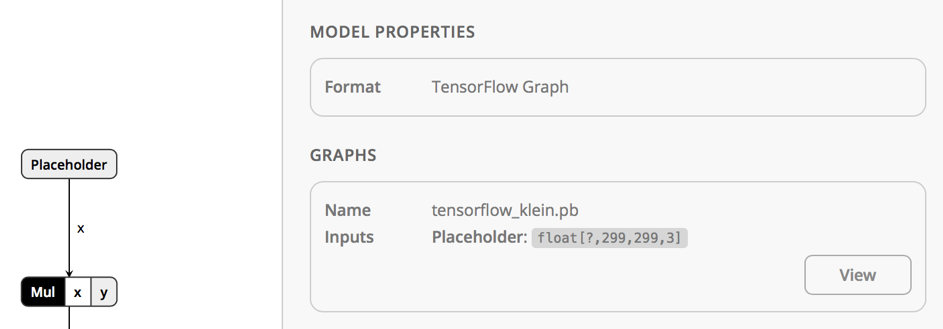 MODEL PROPERTIES
Format TensorFlow Graph
Placeholder
GRAPHS
Name tensorflow_klein.pb
x
Inputs Placeholder: float[?,299,299,3]
View
Mul x y